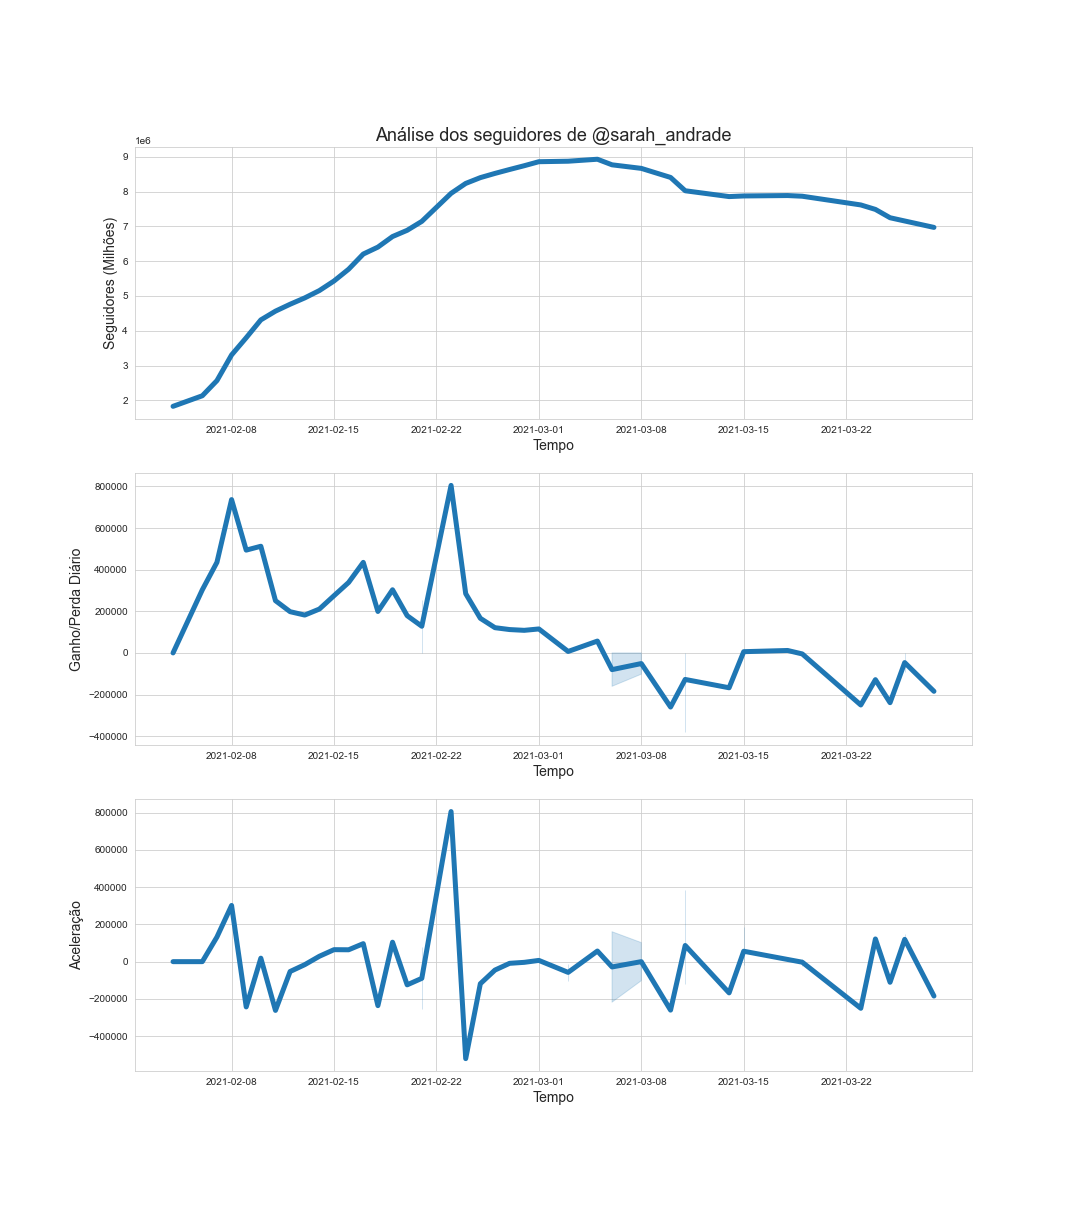 Análise dos seguidores de @sarah_andrade
1e6
Seguidores (Milhões)
9
8
7
6
5
4
3
2
2021-02-08 2021-02-15 2021-02-22 2021-03-01 2021-03-08 2021-03-15 2021-03-22
Tempo
Ganho/Perda Diário
800000
600000
400000
200000
0
−200000
−400000
2021-02-08 2021-02-15 2021-02-22 2021-03-01 2021-03-08 2021-03-15 2021-03-22
Tempo
Aceleração
800000
600000
400000
200000
0
−200000
−400000
2021-02-08 2021-02-15 2021-02-22 2021-03-01 2021-03-08 2021-03-15 2021-03-22
Tempo